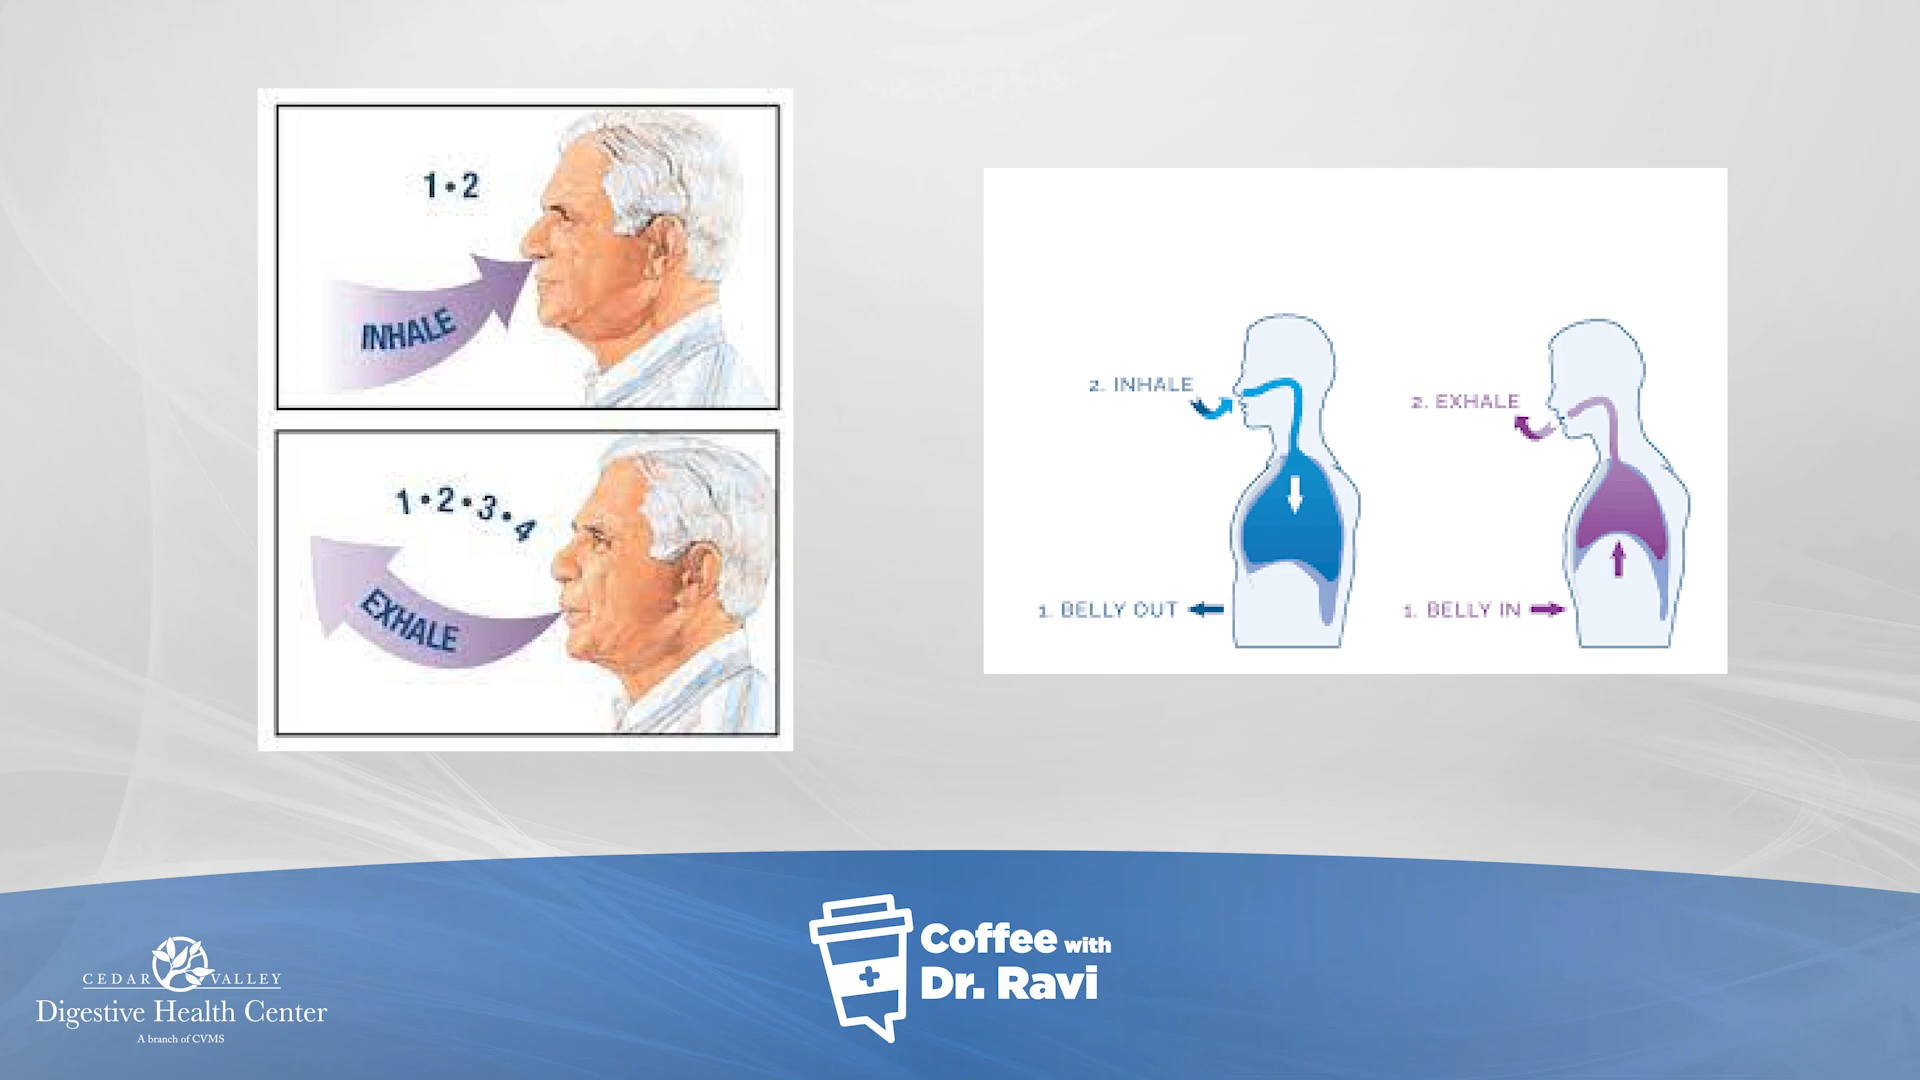 1•2
INHALE
1•2•3•4
EXHALE
2. INHALE
1. BELLY OUT
2. EXHALE
1. BELLY IN
CEDAR VALLEY
Digestive Health Center
A branch of CVMS
Coffee with
Dr. Ravi